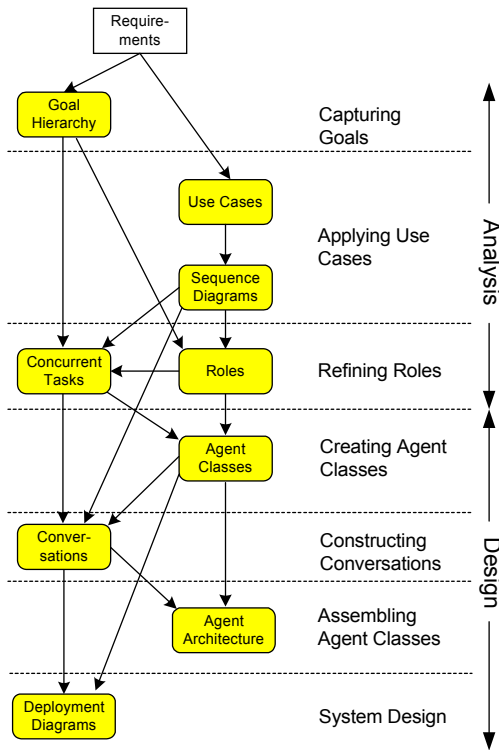 Require-
ments
Goal
Hierarchy
Capturing
Goals
Use Cases
Applying Use
Cases
Sequence
Diagrams
Analysis
Concurrent
Tasks
Roles
Refining Roles
Agent
Classes
Creating Agent
Classes
Conver-
sations
Constructing
Conversations
Design
Agent
Architecture
Assembling
Agent Classes
Deployment
Diagrams
System Design